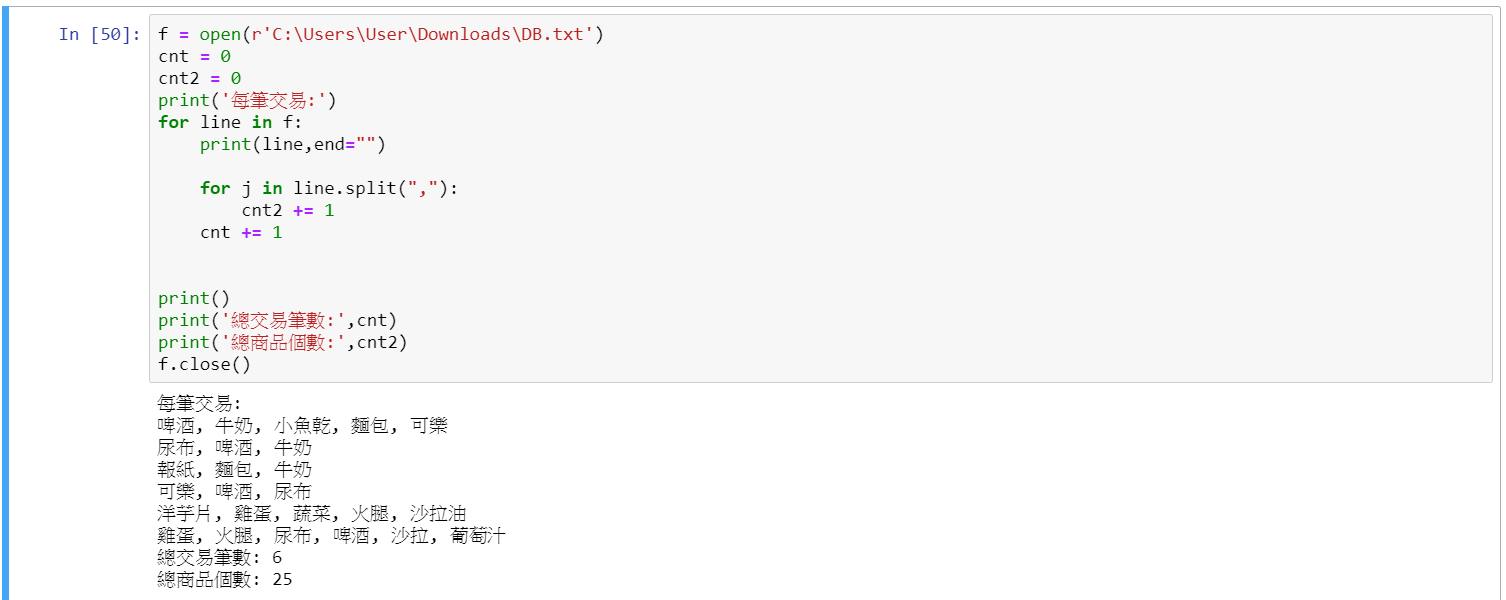 In [50]: f = open(r'C:\Users\User\Downloads\DB.txt')
cnt = 0
cnt2 = 0
print('每筆交易:')
for line in f:
    print(line,end="")
    for j in line.split(","):
        cnt2 += 1
    cnt += 1
print()
print('總交易筆數:',cnt)
print('總商品個數:',cnt2)
f.close()
每筆交易:
啤酒, 牛奶, 小魚乾, 麵包, 可樂
尿布, 啤酒, 牛奶
報紙, 麵包, 牛奶
可樂, 啤酒, 尿布
洋芋片, 雞蛋, 蔬菜, 火腿, 沙拉油
雞蛋, 火腿, 尿布, 啤酒, 沙拉, 葡萄汁
總交易筆數: 6
總商品個數: 25